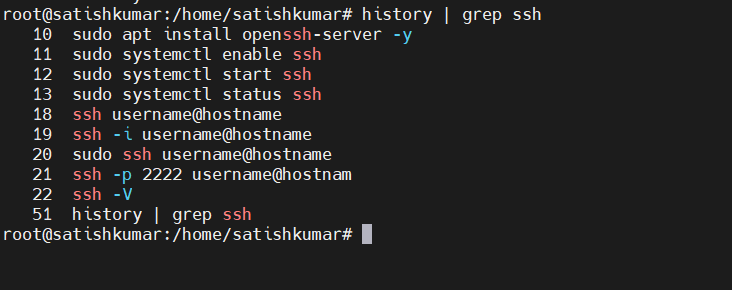 root@satishkumar:/home/satishkumar# history | grep ssh
10 sudo apt install openssh-server -y
11 sudo systemctl enable ssh
12 sudo systemctl start ssh
13 sudo systemctl status ssh
18 ssh username@hostname
19 ssh -i username@hostname
20 sudo ssh username@hostname
21 ssh -p 2222 username@hostnam
22 ssh -V
51 history | grep ssh
root@satishkumar:/home/satishkumar#